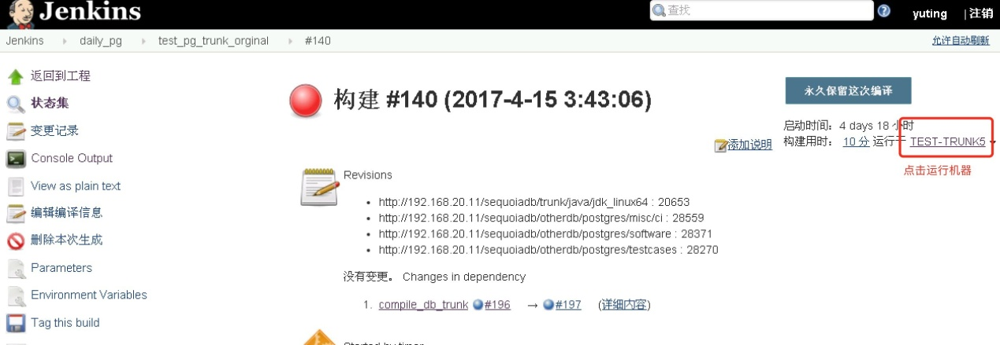 Jenkins
查找
yuting | 注销
Jenkins daily_pg test_pg_trunk_orginal #140
允许自动刷新
返回到工程
状态集
变更记录
Console Output
View as plain text
编辑编译信息
删除本次生成
Parameters
Environment Variables
Tag this build
构建 #140 (2017-4-15 3:43:06)
永久保留这次编译
启动时间: 4 days 18 小时
添加说明
构建用时: 10 分 运行于 TEST-TRUNK5
点击运行机器
Revisions
http://192.168.20.11/sequoiadb/trunk/java/jdk_linux64 : 20653
http://192.168.20.11/sequoiadb/otherdb/postgres/misc/ci : 28559
http://192.168.20.11/sequoiadb/otherdb/postgres/software : 28371
http://192.168.20.11/sequoiadb/otherdb/postgres/testcases : 28270
没有变更。 Changes in dependency
1. compile_db_trunk #196 → #197 (详细内容)
Started by timer